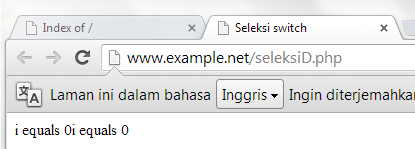 Index of /
Seleksi switch
www.example.net/seleksiD.php
Laman ini dalam bahasa Inggris Ingin diterjemahkan
i equals 0i equals 0